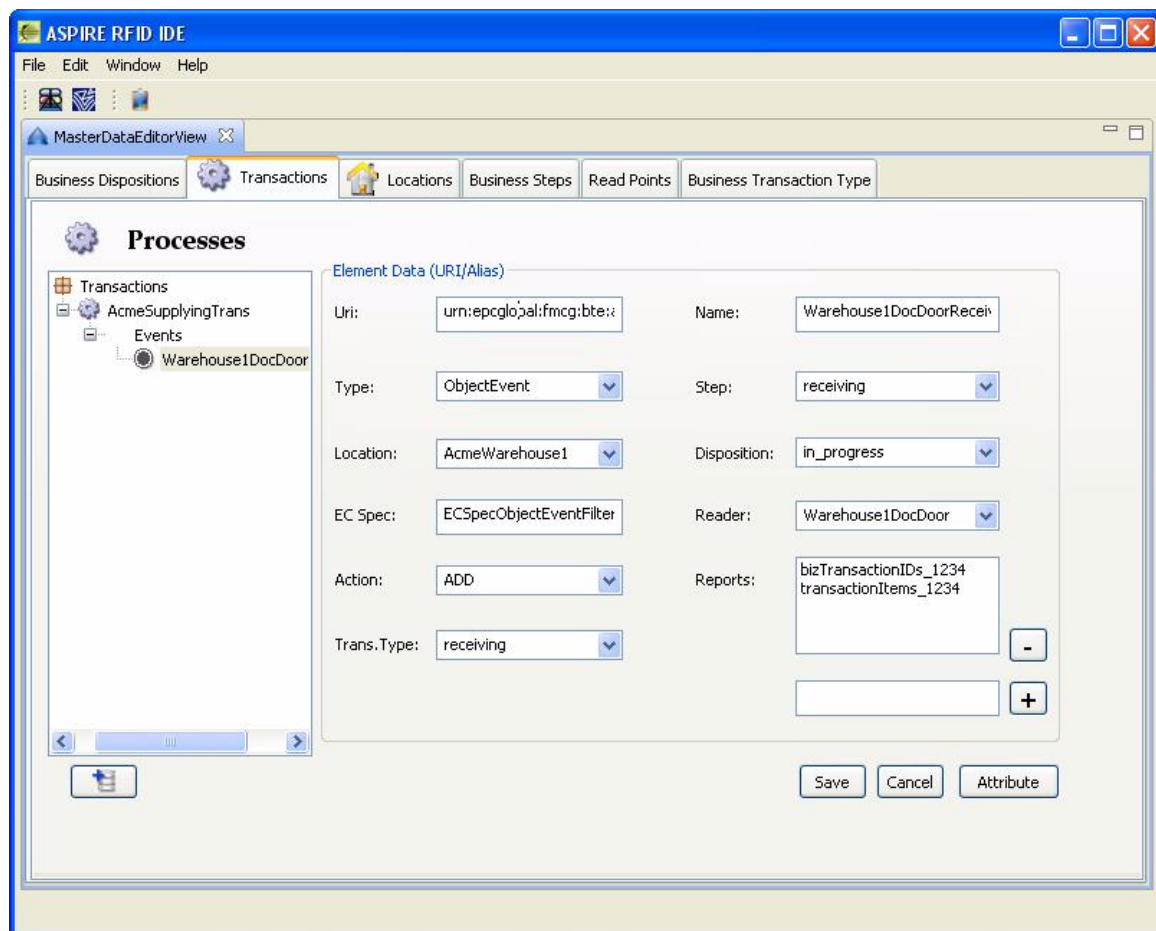 ASPIRE RFID IDE
File Edit Window Help
MasterDataEditorView
Business Dispositions Transactions Locations Business Steps Read Points Business Transaction Type
Processes
Transactions
AcmeSupplyingTrans
Events
Warehouse1DocDoor
Element Data (URI/Alias)
Uri: urn:epcglobal:fmcg:bte:a Name: Warehouse1DocDoorReceiv
Type: ObjectEvent Step: receiving
Location: AcmeWarehouse1 Disposition: in_progress
EC Spec: ECSpecObjectEventFilter Reader: Warehouse1DocDoor
Action: ADD Reports: bizTransactionIDs_1234
transactionItems_1234
Trans.Type: receiving
-
+
Save Cancel Attribute